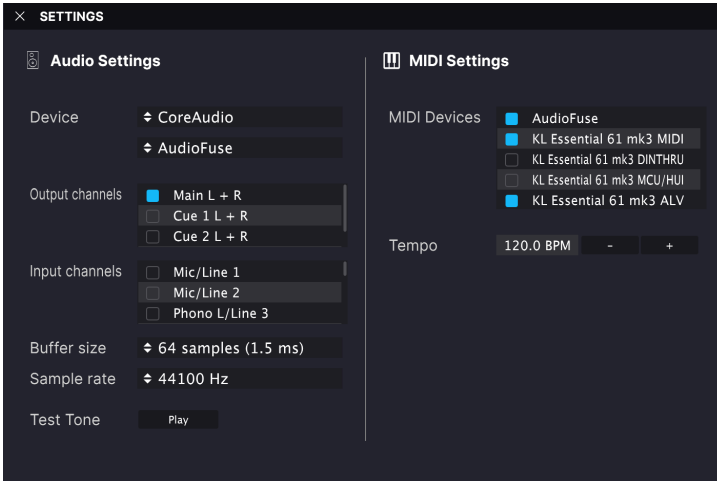 SETTINGS
Audio Settings
Device
CoreAudio
AudioFuse
Output channels
Main L + R
Cue 1 L + R
Cue 2 L + R
Input channels
Mic/Line 1
Mic/Line 2
Phono L/Line 3
Buffer size
64 samples (1.5 ms)
Sample rate
44100 Hz
Test Tone
Play
MIDI Settings
MIDI Devices
AudioFuse
KL Essential 61 mk3 MIDI
KL Essential 61 mk3 DINTHRU
KL Essential 61 mk3 MCU/HUI
KL Essential 61 mk3 ALV
Tempo
120.0 BPM
-
+